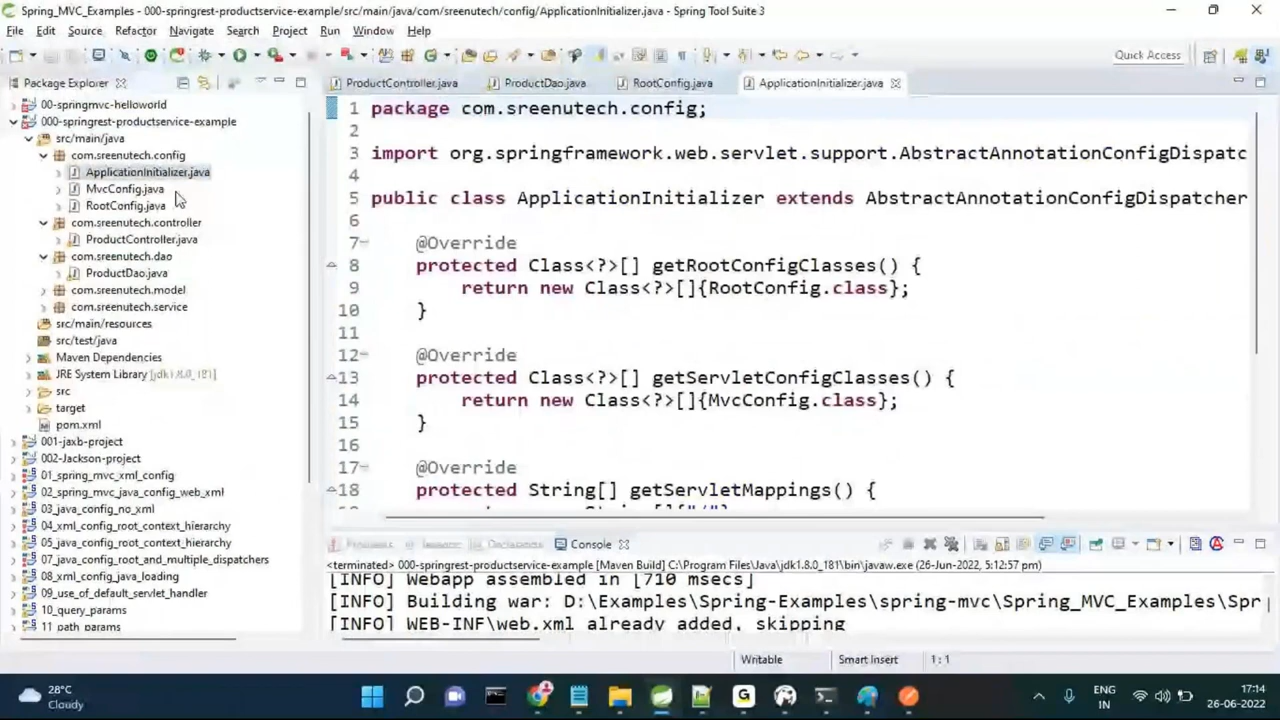 Spring_MVC_Examples - 000-springrest-productservice-example/src/main/java/com/sreenutech/config/ApplicationInitializer.java - Spring Tool Suite 3
File Edit Source Refactor Navigate Search Project Run Window Help
Quick Access
Package Explorer
ProductController.java ProductDao.java RootConfig.java ApplicationInitializer.java
00-springmvc-helloworld
000-springrest-productservice-example
src/main/java
com.sreenutech.config
ApplicationInitializer.java
MvcConfig.java
RootConfig.java
com.sreenutech.controller
ProductController.java
com.sreenutech.dao
ProductDao.java
com.sreenutech.model
com.sreenutech.service
src/main/resources
src/test/java
Maven Dependencies
JRE System Library [jdk1.8.0_181]
src
target
pom.xml
001-jaxb-project
002-Jackson-project
01_spring_mvc_xml_config
02_spring_mvc_java_config_web_xml
03_java_config_no_xml
04_xml_config_root_context_hierarchy
05_java_config_root_context_hierarchy
07_java_config_root_and_multiple_dispatchers
08_xml_config_java_loading
09_use_of_default_servlet_handler
10_query_params
11_path_params
1 package com.sreenutech.config;
2
3 import org.springframework.web.servlet.support.AbstractAnnotationConfigDispatc
4
5 public class ApplicationInitializer extends AbstractAnnotationConfigDispatcher
6
7 @Override
8 protected Class<?>[] getRootConfigClasses() {
9 return new Class<?>[]{RootConfig.class};
10 }
11
12 @Override
13 protected Class<?>[] getServletConfigClasses() {
14 return new Class<?>[]{MvcConfig.class};
15 }
16
17 @Override
18 protected String[] getServletMappings() {
Problems Javadoc Declaration Console
<terminated> 000-springrest-productservice-example [Maven Build] C:\Program Files\Java\jdk1.8.0_181\bin\javaw.exe (26-Jun-2022, 5:12:57 pm)
[INFO] Webapp assembled in [710 msecs]
[INFO] Building war: D:\Examples\Spring-Examples\spring-mvc\Spring_MVC_Examples\Spr
[INFO] WEB-INF\web.xml already added, skipping
Writable Smart Insert 1 : 1
28°C
Cloudy
ENG
IN
17:14
26-06-2022